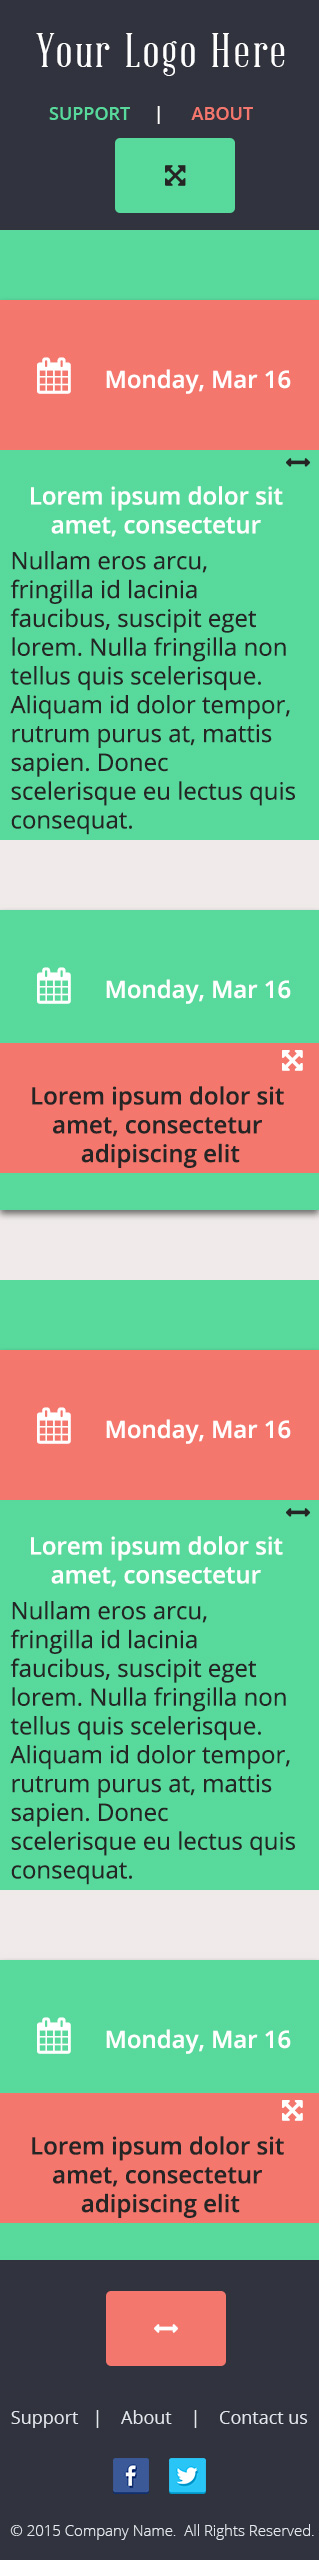 Your Logo Here
SUPPORT | ABOUT
Monday, Mar 16
Lorem ipsum dolor sit
amet, consectetur
Nullam eros arcu,
fringilla id lacinia
faucibus, suscipit eget
lorem. Nulla fringilla non
tellus quis scelerisque.
Aliquam id dolor tempor,
rutrum purus at, mattis
sapien. Donec
scelerisque eu lectus quis
consequat.
Monday, Mar 16
Lorem ipsum dolor sit
amet, consectetur
adipiscing elit
Monday, Mar 16
Lorem ipsum dolor sit
amet, consectetur
Nullam eros arcu,
fringilla id lacinia
faucibus, suscipit eget
lorem. Nulla fringilla non
tellus quis scelerisque.
Aliquam id dolor tempor,
rutrum purus at, mattis
sapien. Donec
scelerisque eu lectus quis
consequat.
Monday, Mar 16
Lorem ipsum dolor sit
amet, consectetur
adipiscing elit
Support | About | Contact us
© 2015 Company Name. All Rights Reserved.